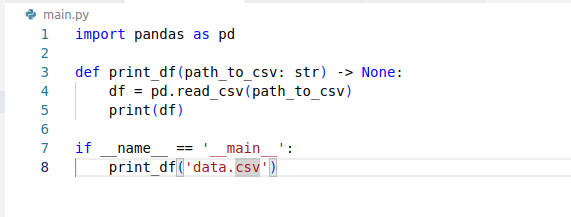 main.py
1 import pandas as pd
2
3 def print_df(path_to_csv: str) -> None:
4     df = pd.read_csv(path_to_csv)
5     print(df)
6
7 if __name__ == '__main__':
8     print_df('data.csv')